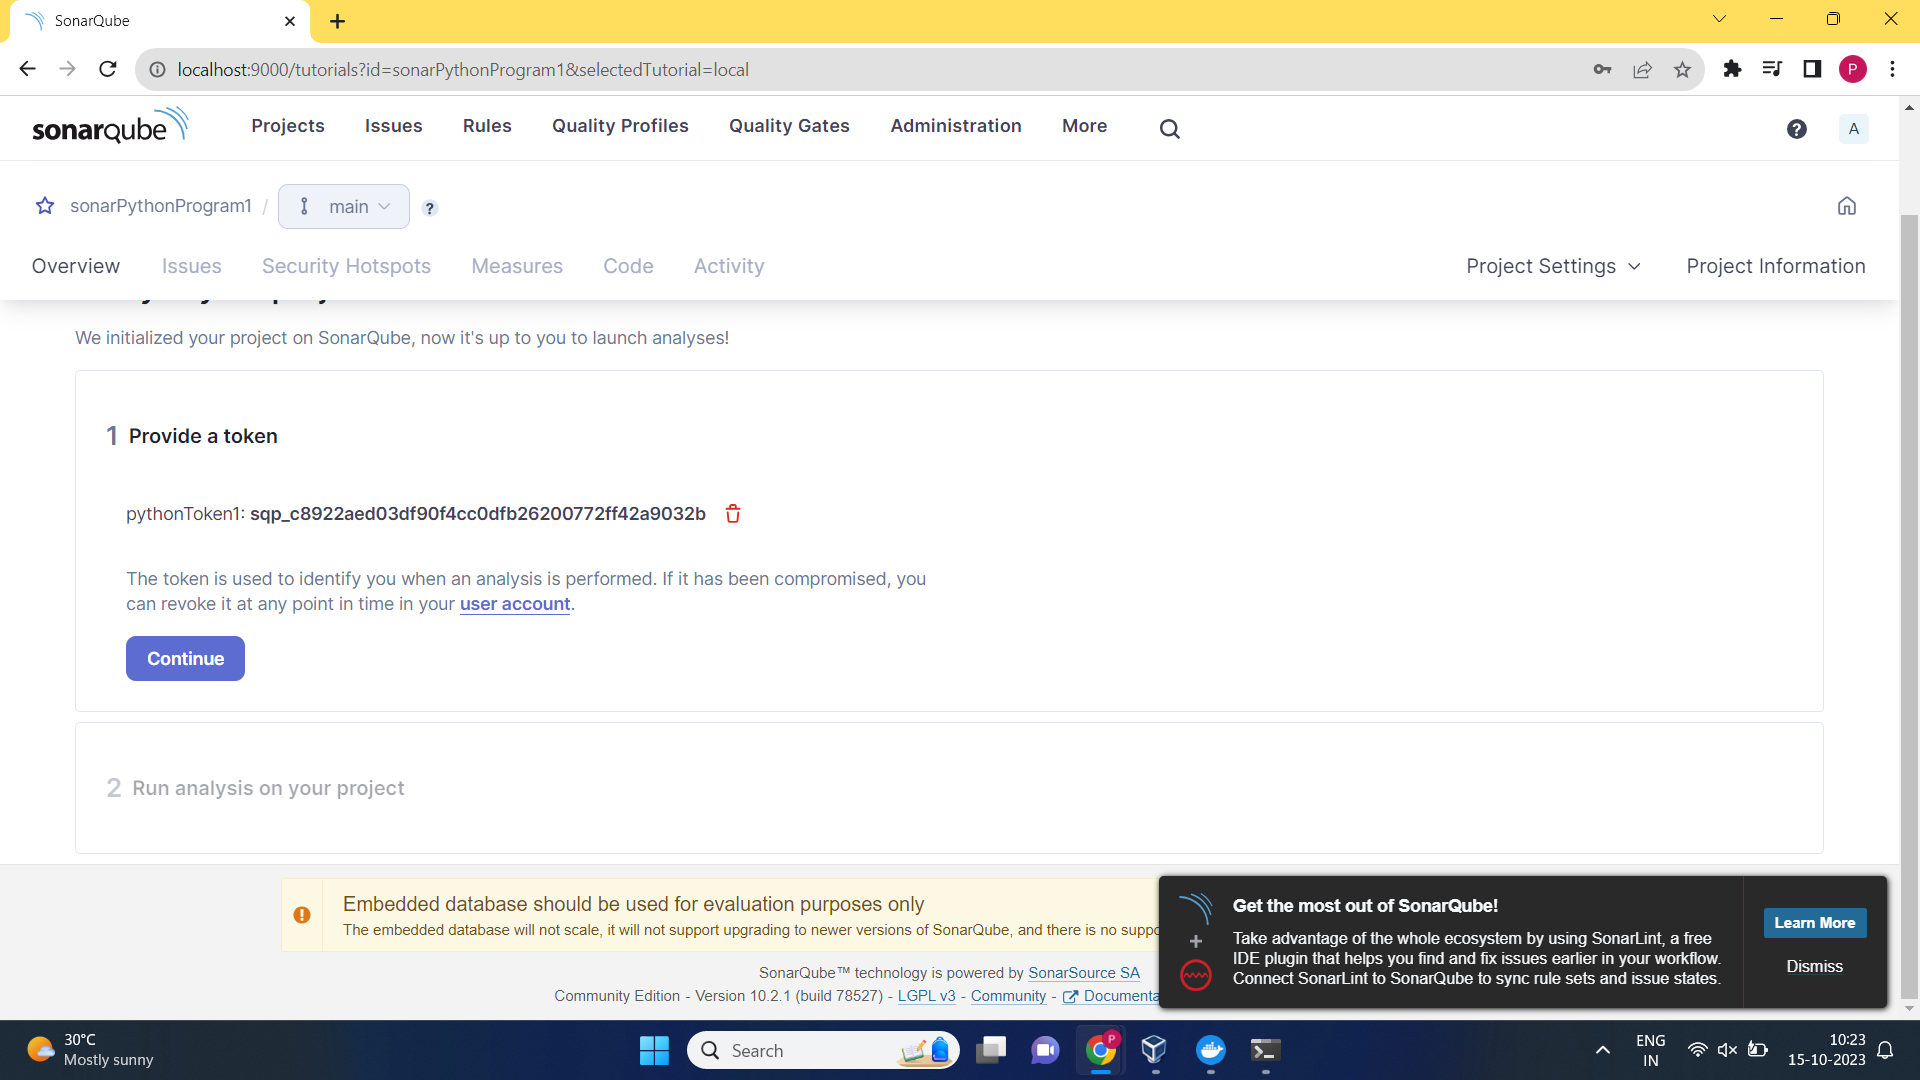 SonarQube
localhost:9000/tutorials?id=sonarPythonProgram1&selectedTutorial=local
P
sonarqube
Projects
Issues
Rules
Quality Profiles
Quality Gates
Administration
More
?
A
sonarPythonProgram1 /
main
?
Overview
Issues
Security Hotspots
Measures
Code
Activity
Project Settings
Project Information
We initialized your project on SonarQube, now it's up to you to launch analyses!
1 Provide a token
pythonToken1: sqp_c8922aed03df90f4cc0dfb26200772ff42a9032b
The token is used to identify you when an analysis is performed. If it has been compromised, you
can revoke it at any point in time in your user account.
Continue
2 Run analysis on your project
Embedded database should be used for evaluation purposes only
The embedded database will not scale, it will not support upgrading to newer versions of SonarQube, and there is no suppo
SonarQube™ technology is powered by SonarSource SA
Community Edition - Version 10.2.1 (build 78527) - LGPL v3 - Community - Documenta
Get the most out of SonarQube!
Take advantage of the whole ecosystem by using SonarLint, a free
IDE plugin that helps you find and fix issues earlier in your workflow.
Connect SonarLint to SonarQube to sync rule sets and issue states.
Learn More
Dismiss
30°C
Mostly sunny
Search
P
ENG
IN
10:23
15-10-2023